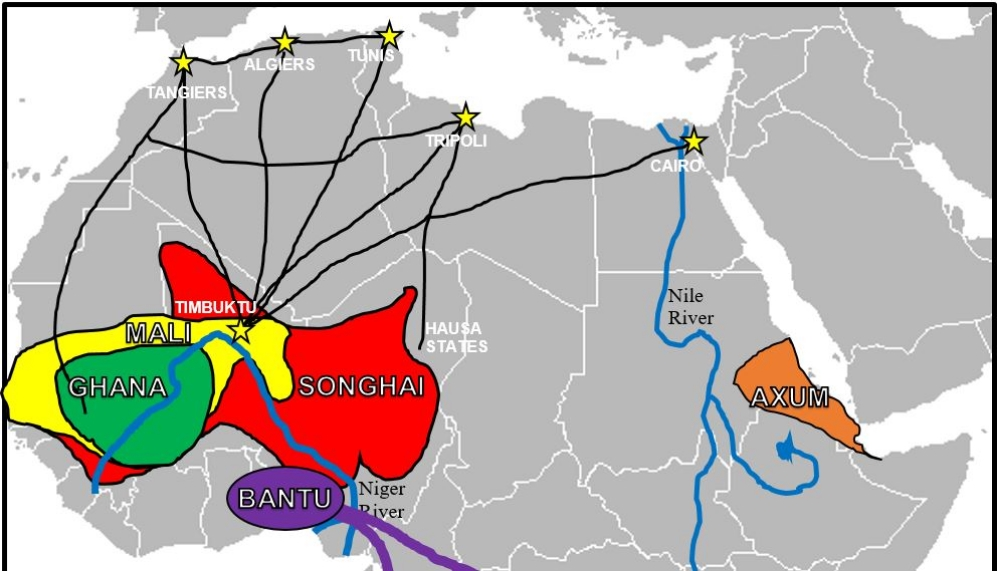 ALGIERS
TUNIS
TANGIERS
TRIPOLI
CAIRO
TIMBUKTU
Nile
River
MALI
HAUSA
STATES
GHANA
SONGHAI
AXUM
BANTU
Niger
River